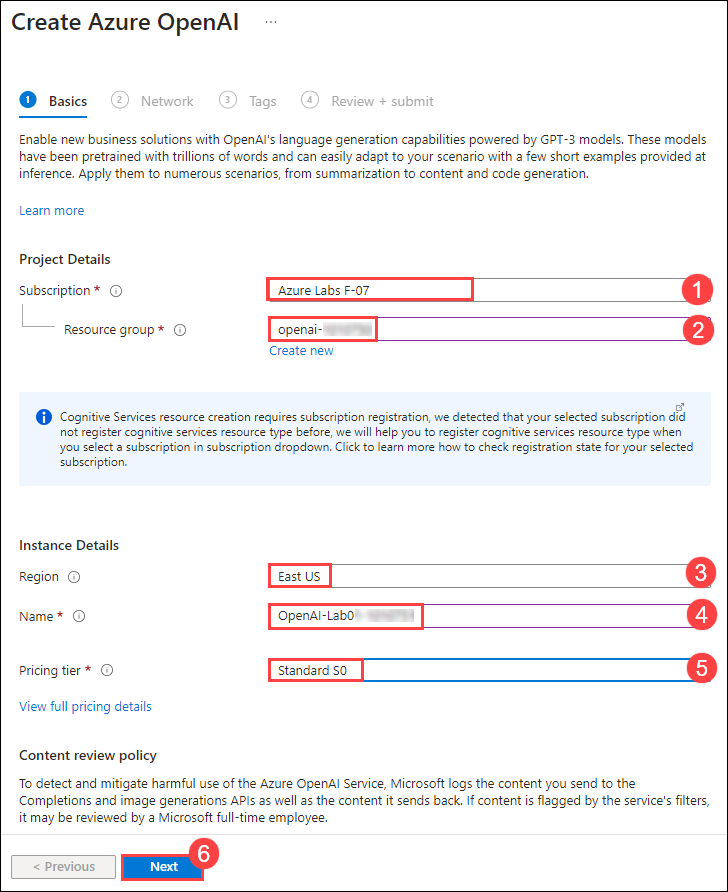 Create Azure OpenAI ...
1 Basics 2 Network 3 Tags 4 Review + submit
Enable new business solutions with OpenAI's language generation capabilities powered by GPT-3 models. These models
have been pretrained with trillions of words and can easily adapt to your scenario with a few short examples provided at
inference. Apply them to numerous scenarios, from summarization to content and code generation.
Learn more
Project Details
Subscription * Azure Labs F-07 1
Resource group * openai- 2
Create new
Cognitive Services resource creation requires subscription registration, we detected that your selected subscription did
not register cognitive services resource type before, we will help you to register cognitive services resource type when
you select a subscription in subscription dropdown. Click to learn more how to check registration state for your selected
subscription.
Instance Details
Region East US 3
Name * OpenAI-Lab0 4
Pricing tier * Standard S0 5
View full pricing details
Content review policy
To detect and mitigate harmful use of the Azure OpenAI Service, Microsoft logs the content you send to the
Completions and image generations APIs as well as the content it sends back. If content is flagged by the service's filters,
it may be reviewed by a Microsoft full-time employee.
< Previous Next 6